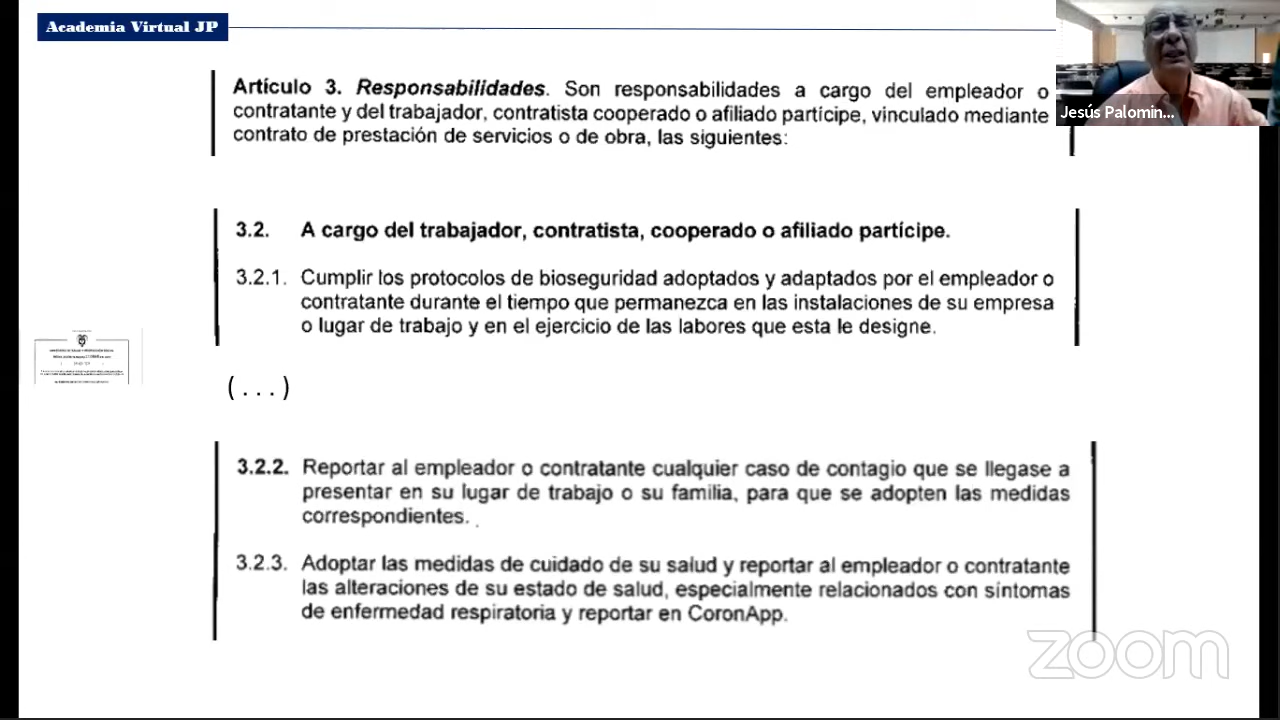 Academia Virtual JP
Jesús Palomin...
Artículo 3. Responsabilidades. Son responsabilidades a cargo del empleador o
contratante y del trabajador, contratista cooperado o afiliado partícipe, vinculado mediante
contrato de prestación de servicios o de obra, las siguientes:
3.2. A cargo del trabajador, contratista, cooperado o afiliado partícipe.
3.2.1. Cumplir los protocolos de bioseguridad adoptados y adaptados por el empleador o
contratante durante el tiempo que permanezca en las instalaciones de su empresa
o lugar de trabajo y en el ejercicio de las labores que esta le designe.
(...)
3.2.2. Reportar al empleador o contratante cualquier caso de contagio que se llegase a
presentar en su lugar de trabajo o su familia, para que se adopten las medidas
correspondientes.
3.2.3. Adoptar las medidas de cuidado de su salud y reportar al empleador o contratante
las alteraciones de su estado de salud, especialmente relacionados con síntomas
de enfermedad respiratoria y reportar en CoronApp.
zoom